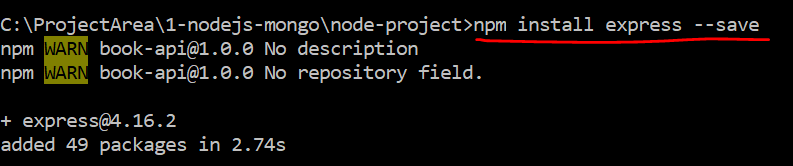 C:\ProjectArea\1-nodejs-mongo\node-project>npm install express --save
npm WARN book-api@1.0.0 No description
npm WARN book-api@1.0.0 No repository field.
+ express@4.16.2
added 49 packages in 2.74s